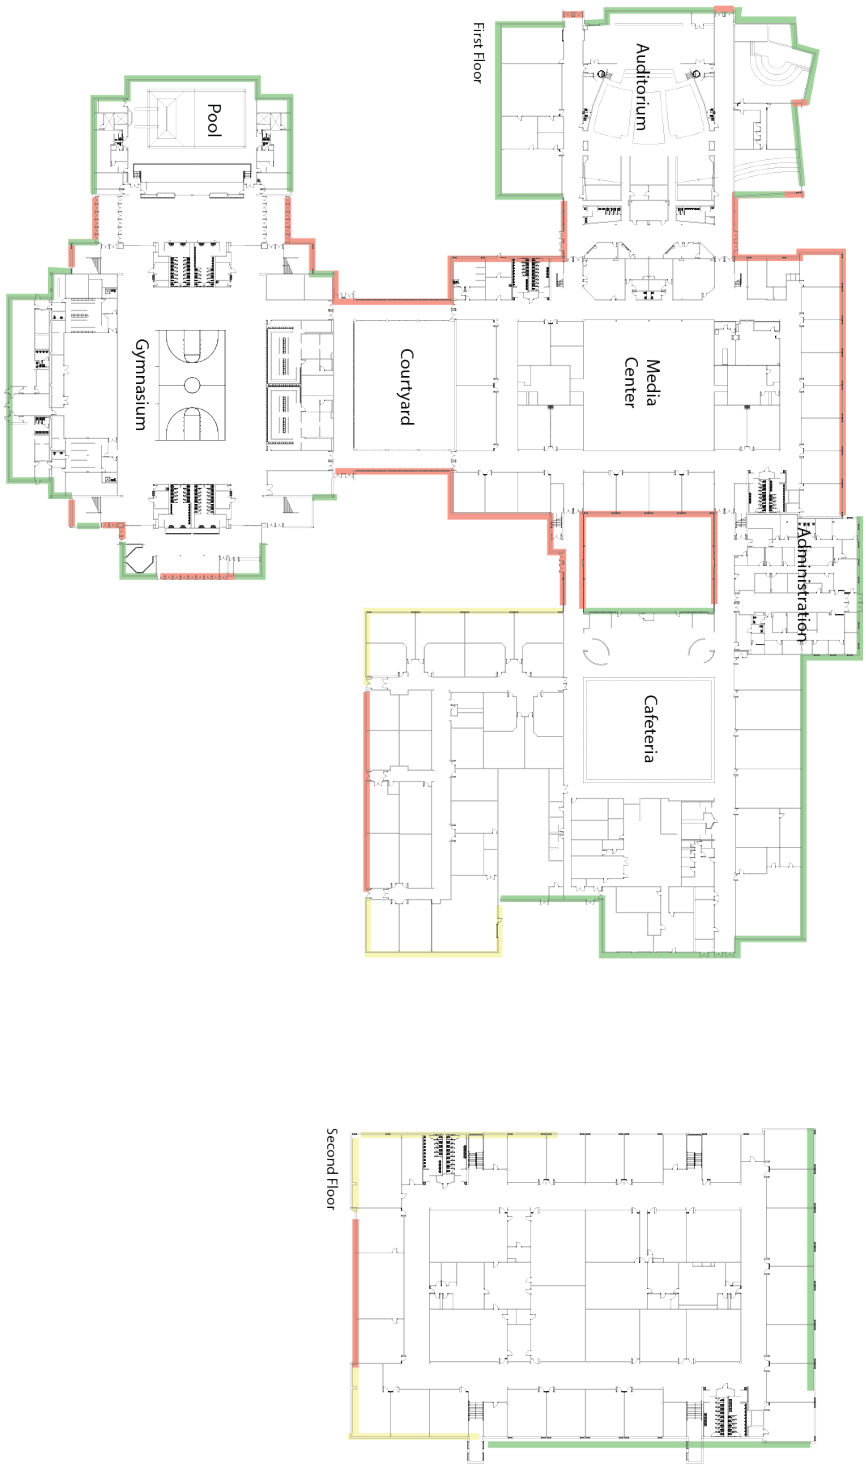 First Floor
Auditorium
Pool
Gymnasium
Courtyard
Media
Center
Administration
Cafeteria
Second Floor